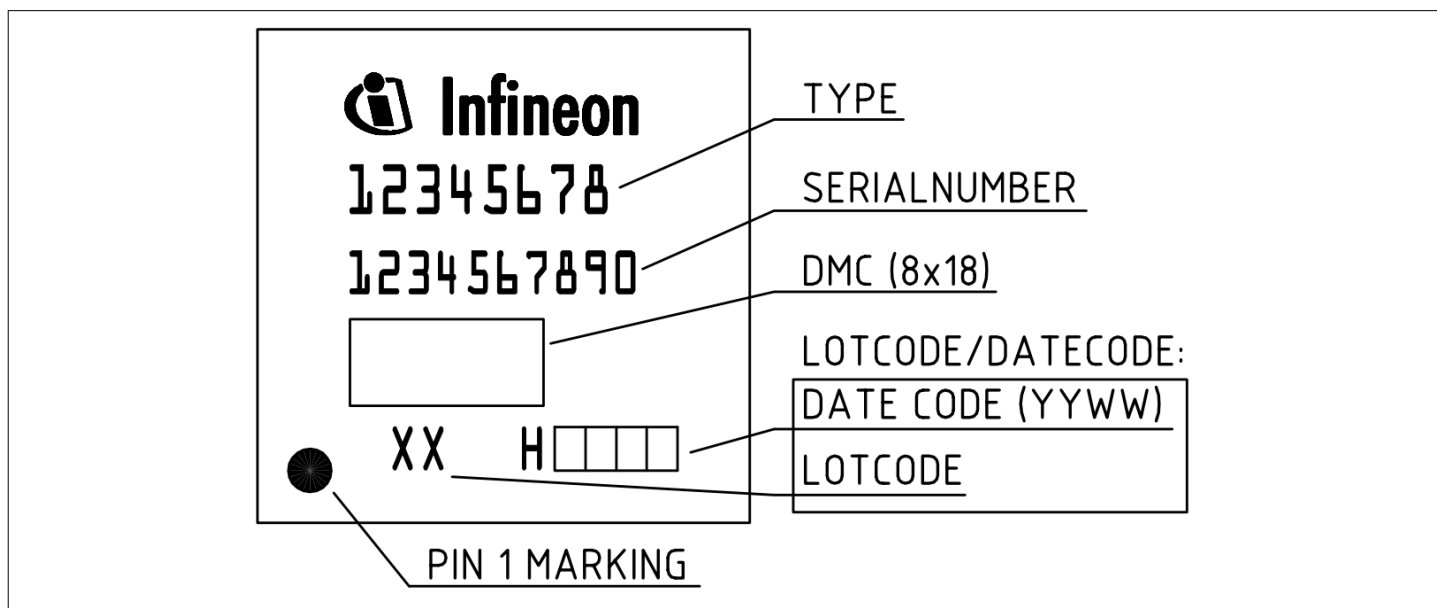 Infineon
12345678
TYPE
1234567890
SERIALNUMBER
DMC (8x18)
LOTCODE/DATECODE:
DATE CODE (YYWW)
XX H
LOTCODE
PIN 1 MARKING